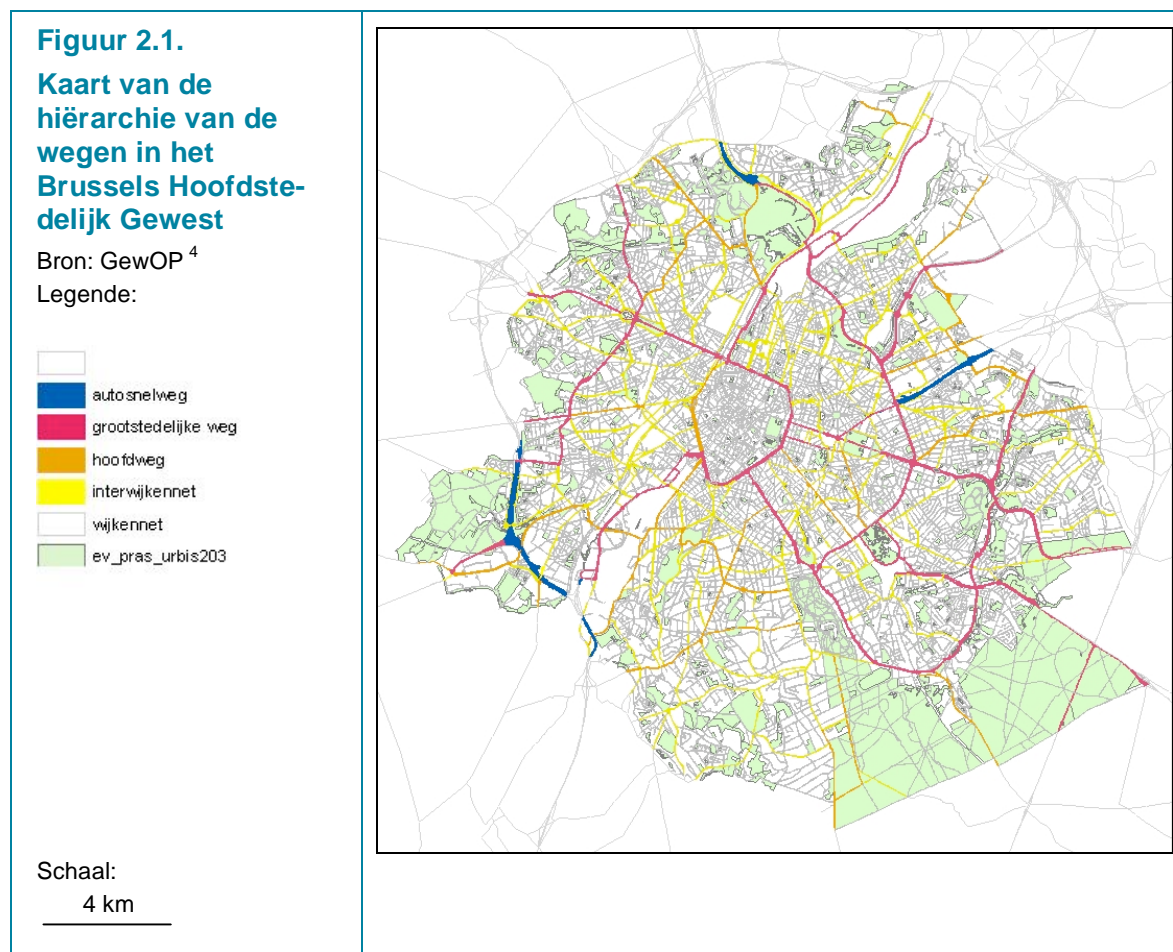 Figuur 2.1.
Kaart van de
hiërarchie van de
wegen in het
Brussels Hoofdste-
delijk Gewest
Bron: GewOP 4
Legende:
autosnelweg
grootstedelijke weg
hoofdweg
interwijkennet
wijkennet
ev_pras_urbis203
Schaal:
4 km